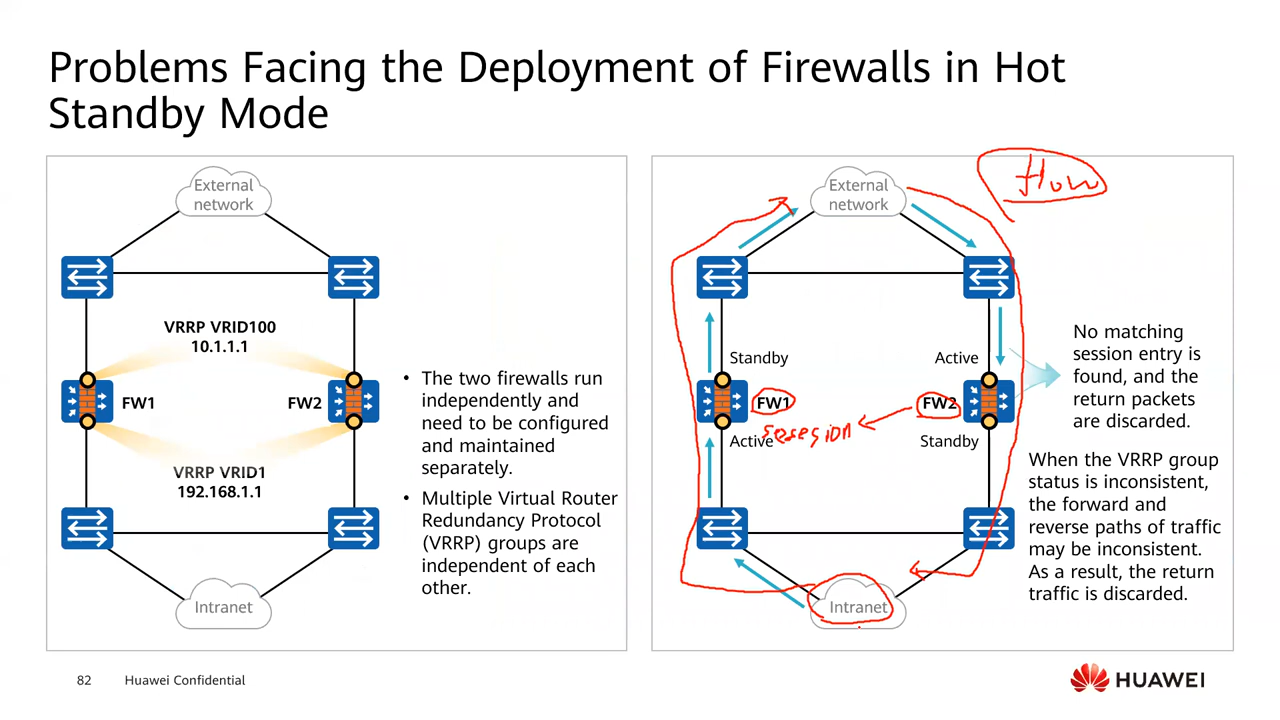 Problems Facing the Deployment of Firewalls in Hot
Standby Mode
External
network
VRRP VRID100
10.1.1.1
FW1
FW2
VRRP VRID1
192.168.1.1
Intranet
• The two firewalls run
independently and
need to be configured
and maintained
separately.
• Multiple Virtual Router
Redundancy Protocol
(VRRP) groups are
independent of each
other.
External
network
flow
Standby
Active
FW1
FW2
sesesion
Active
Standby
Intranet
No matching
session entry is
found, and the
return packets
are discarded.
When the VRRP group
status is inconsistent,
the forward and
reverse paths of traffic
may be inconsistent.
As a result, the return
traffic is discarded.
82
Huawei Confidential
HUAWEI